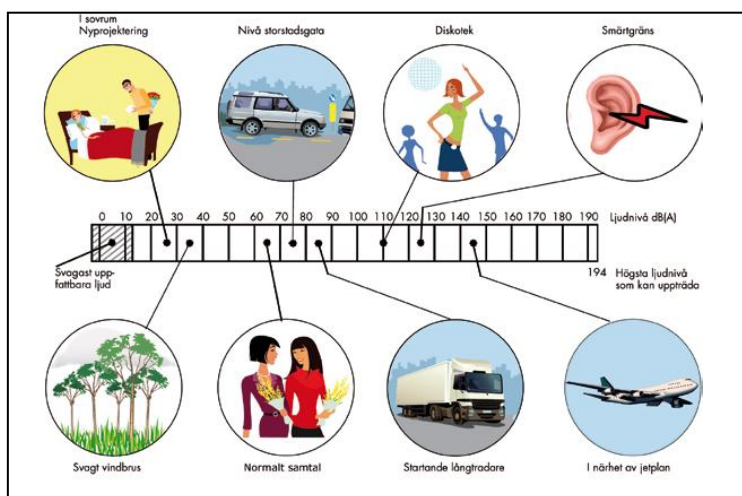 I sovrum
Nyprojektering
Nivå storstadsgata
Diskotek
Smärtgräns
0 10 20 30 40 50 60 70 80 90 100 110 120 130 140 150 160 170 180 190 Ljudnivå dB(A)
Svagast upp-
fattbara ljud
194 Högsta ljudnivå
som kan uppträda
Svagt vindbrus
Normalt samtal
Startande långtradare
I närhet av jetplan